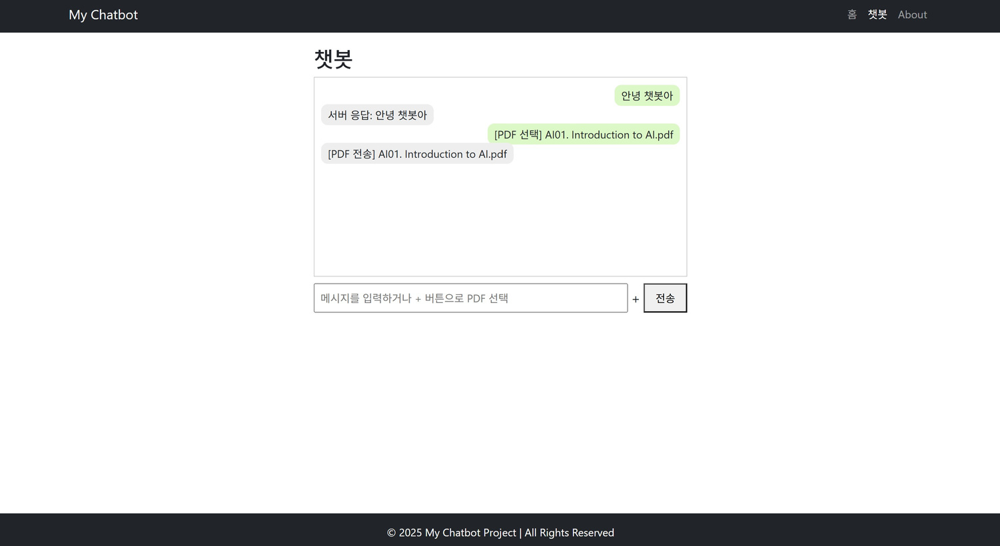 My Chatbot
홈 챗봇 About
챗봇
안녕 챗봇아
서버 응답: 안녕 챗봇아
[PDF 선택] AI01. Introduction to AI.pdf
[PDF 전송] AI01. Introduction to AI.pdf
메시지를 입력하거나 + 버튼으로 PDF 선택
+ 전송
© 2025 My Chatbot Project | All Rights Reserved